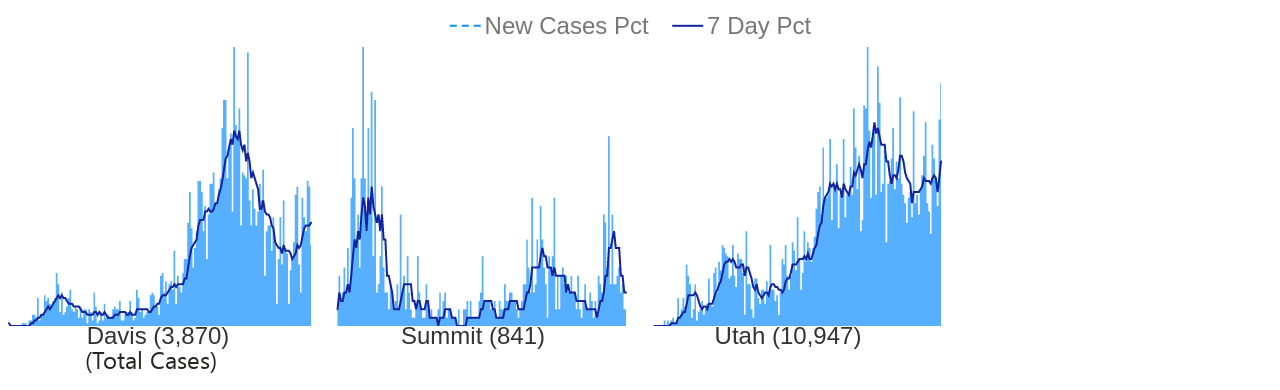 New Cases Pct 7 Day Pct
Davis (3,870) Summit (841) Utah (10,947)
(Total Cases)